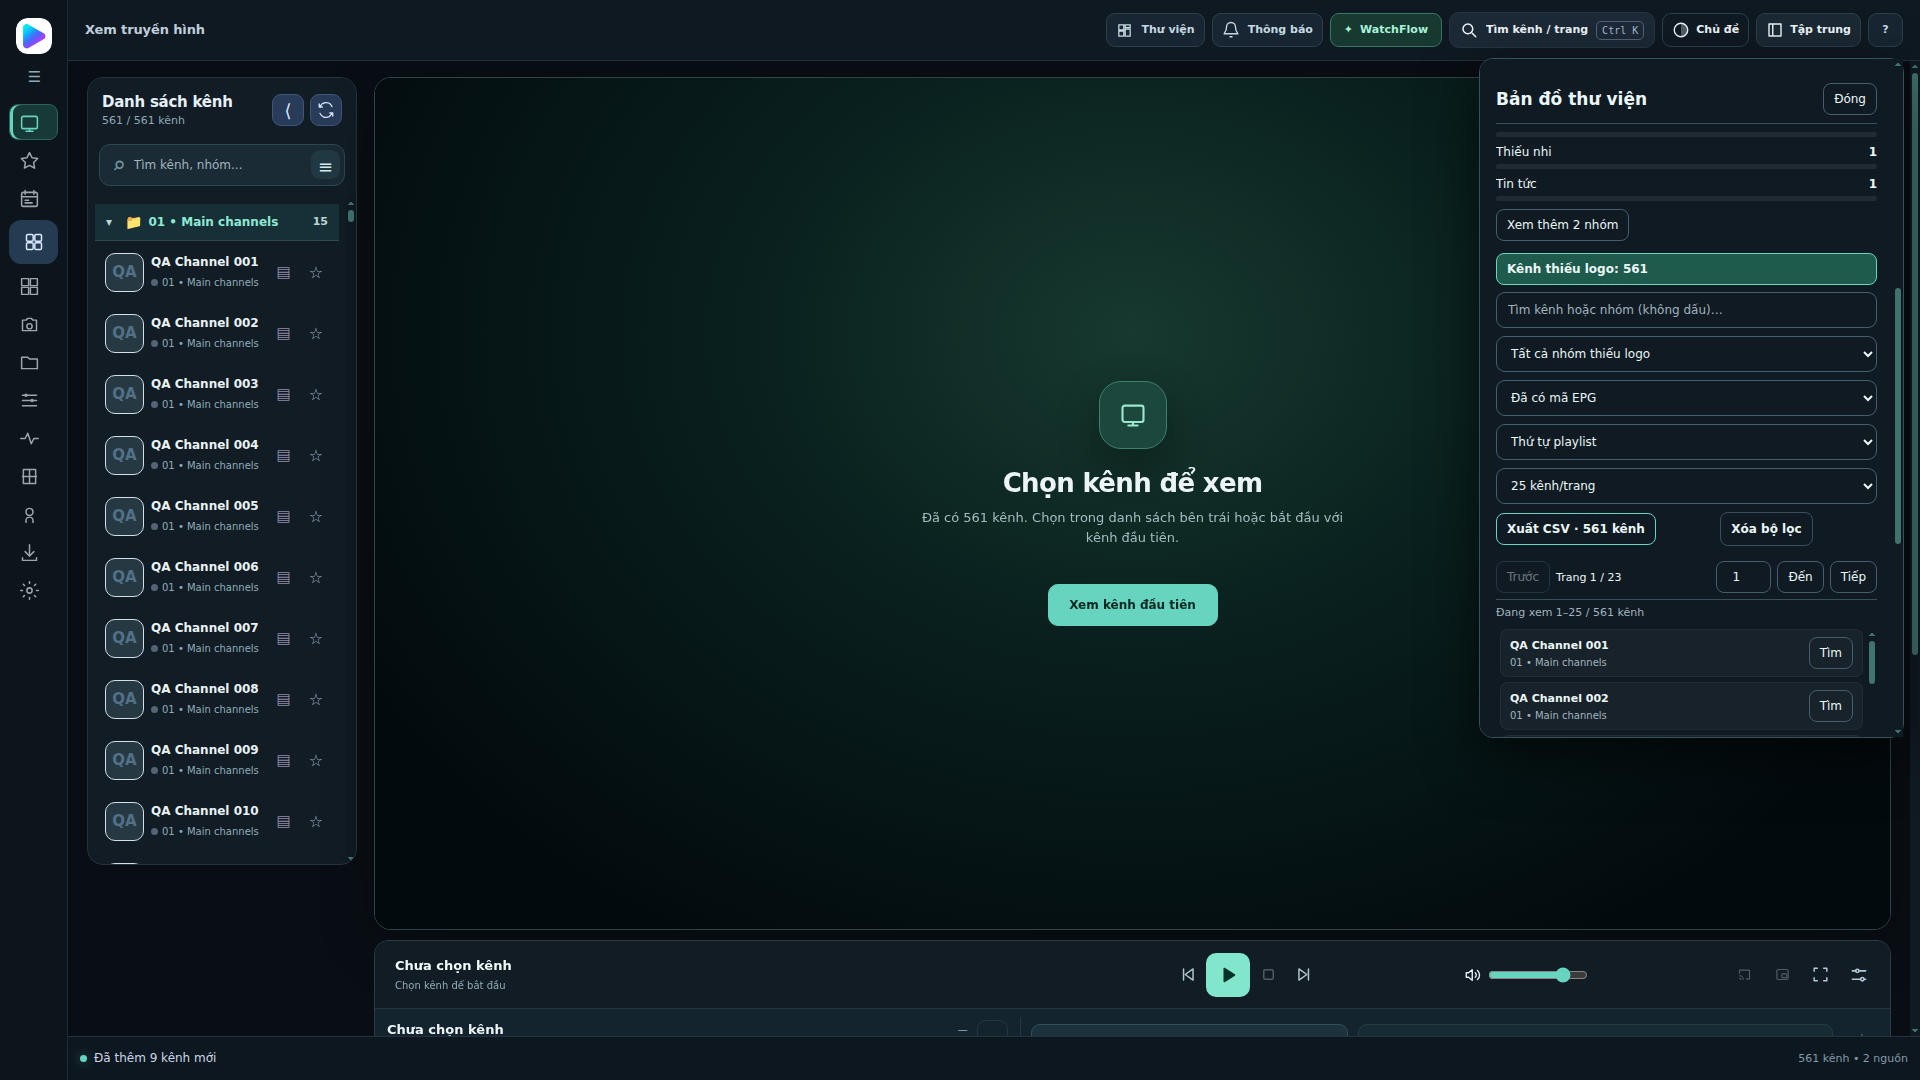 Xem truyền hình
Thư viện
Thông báo
✦ WatchFlow
Tìm kênh / trang Ctrl K
Chủ đề
Tập trung
?
Danh sách kênh
561 / 561 kênh
Tìm kênh, nhóm...
01 • Main channels 15
QA QA Channel 001
01 • Main channels
QA QA Channel 002
01 • Main channels
QA QA Channel 003
01 • Main channels
QA QA Channel 004
01 • Main channels
QA QA Channel 005
01 • Main channels
QA QA Channel 006
01 • Main channels
QA QA Channel 007
01 • Main channels
QA QA Channel 008
01 • Main channels
QA QA Channel 009
01 • Main channels
QA QA Channel 010
01 • Main channels
Chọn kênh để xem
Đã có 561 kênh. Chọn trong danh sách bên trái hoặc bắt đầu với
kênh đầu tiên.
Xem kênh đầu tiên
Bản đồ thư viện
Đóng
Thiếu nhi 1
Tin tức 1
Xem thêm 2 nhóm
Kênh thiếu logo: 561
Tìm kênh hoặc nhóm (không dấu)...
Tất cả nhóm thiếu logo
Đã có mã EPG
Thứ tự playlist
25 kênh/trang
Xuất CSV · 561 kênh
Xóa bộ lọc
Trước Trang 1 / 23 1 Đến Tiếp
Đang xem 1–25 / 561 kênh
QA Channel 001
01 • Main channels
Tìm
QA Channel 002
01 • Main channels
Tìm
Chưa chọn kênh
Chọn kênh để bắt đầu
Chưa chọn kênh
Đã thêm 9 kênh mới
561 kênh • 2 nguồn